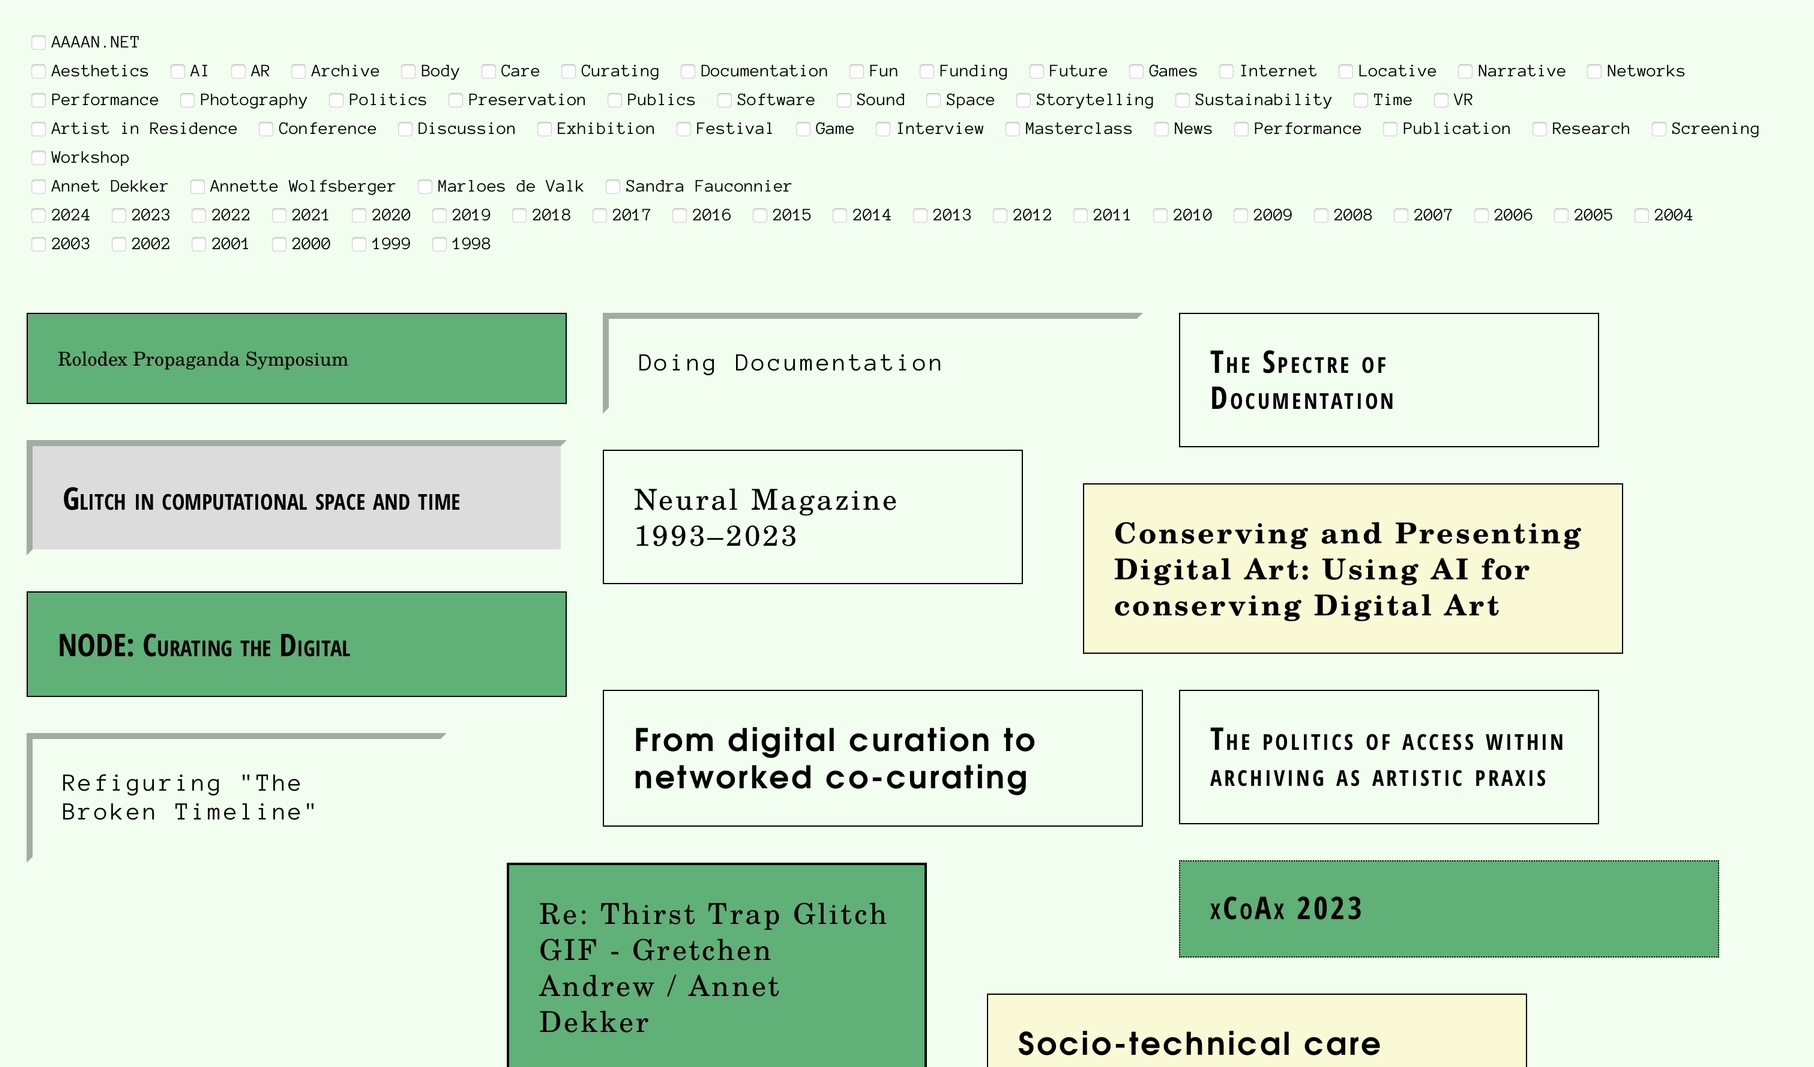 AAAAN.NET
Aesthetics AI AR Archive Body Care Curating Documentation Fun Funding Future Games Internet Locative Narrative Networks
Performance Photography Politics Preservation Publics Software Sound Space Storytelling Sustainability Time VR
Artist in Residence Conference Discussion Exhibition Festival Game Interview Masterclass News Performance Publication Research Screening
Workshop
Annet Dekker Annette Wolfsberger Marloes de Valk Sandra Fauconnier
2024 2023 2022 2021 2020 2019 2018 2017 2016 2015 2014 2013 2012 2011 2010 2009 2008 2007 2006 2005 2004
2003 2002 2001 2000 1999 1998
Rolodex Propaganda Symposium
Doing Documentation
The Spectre of
Documentation
Glitch in computational space and time
Neural Magazine
1993–2023
Conserving and Presenting
Digital Art: Using AI for
conserving Digital Art
NODE: Curating the Digital
From digital curation to
networked co-curating
The politics of access within
archiving as artistic praxis
Refiguring "The
Broken Timeline"
Re: Thirst Trap Glitch
GIF - Gretchen
Andrew / Annet
Dekker
xCoAx 2023
Socio-technical care